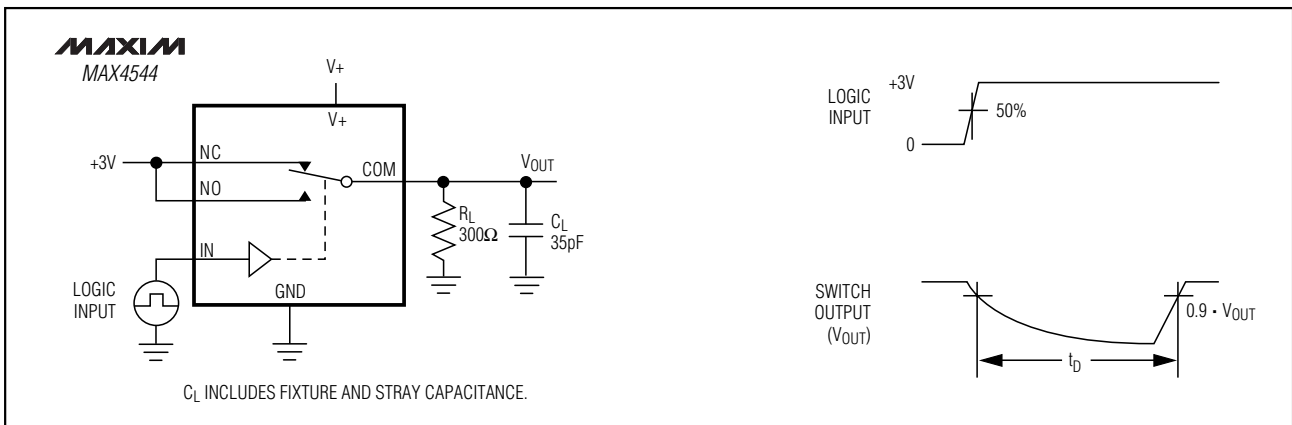 MAXIM
MAX4544
V+
V+
+3V
NC
NO
COM
VOUT
RL
300Ω
CL
35pF
IN
GND
LOGIC
INPUT
CL INCLUDES FIXTURE AND STRAY CAPACITANCE.
LOGIC
INPUT
+3V
50%
0
SWITCH
OUTPUT
(VOUT)
0.9 · VOUT
tD